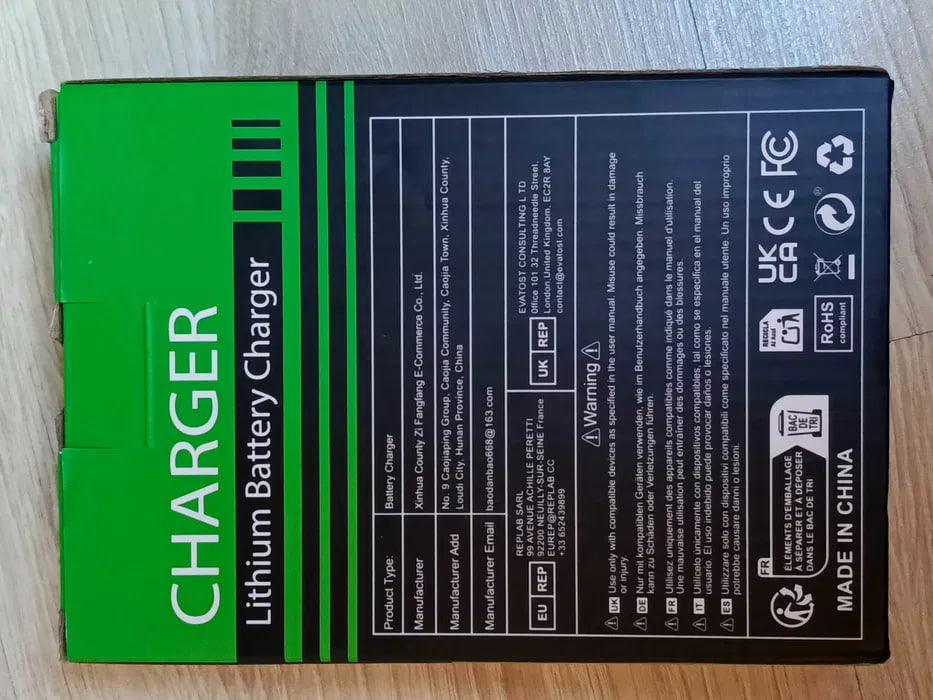 CHARGER
Lithium Battery Charger
Product Type: Battery Charger
Manufacturer Xinhua County Zi Fangfang E-Commerce Co., Ltd.
Manufacturer Add No. 9 Caojiaping Group, Caojia Community, Caojia Town, Xinhua County,
Loudi City, Hunan Province, China
Manufacturer Email baodanbao668@163.com
EU REP
REPLAB SARL
99 AVENUE ACHILLE PERETTI
92200 NEUILLY-SUR-SEINE France
EUREP@REPLAB.CC
+33 652439899
UK REP
EVATOST CONSULTING LTD
Office 101 32 Threadneedle Street,
London,United Kingdom, EC2R 8AY
contact@evatost.com
Warning
UK Use only with compatible devices as specified in the user manual. Misuse could result in damage
or injury.
DE Nur mit kompatiblen Geräten verwenden, wie im Benutzerhandbuch angegeben. Missbrauch
kann zu Schäden oder Verletzungen führen.
FR Utilisez uniquement des appareils compatibles comme indiqué dans le manuel d'utilisation.
Une mauvaise utilisation peut entraîner des dommages ou des blessures.
IT Utilícelo únicamente con dispositivos compatibles, tal como se especifica en el manual del
usuario. El uso indebido puede provocar daños o lesiones.
ES Utilizzare solo con dispositivi compatibili come specificato nel manuale utente. Un uso improprio
potrebbe causare danni o lesioni.
FR
ÉLÉMENTS D'EMBALLAGE
À SÉPARER ET À DÉPOSER
DANS LE BAC DE TRI
BAC
DE
TRI
MADE IN CHINA
RECICLA
Al Azul
RoHS
compliant
UK
CA
CE
FC
®